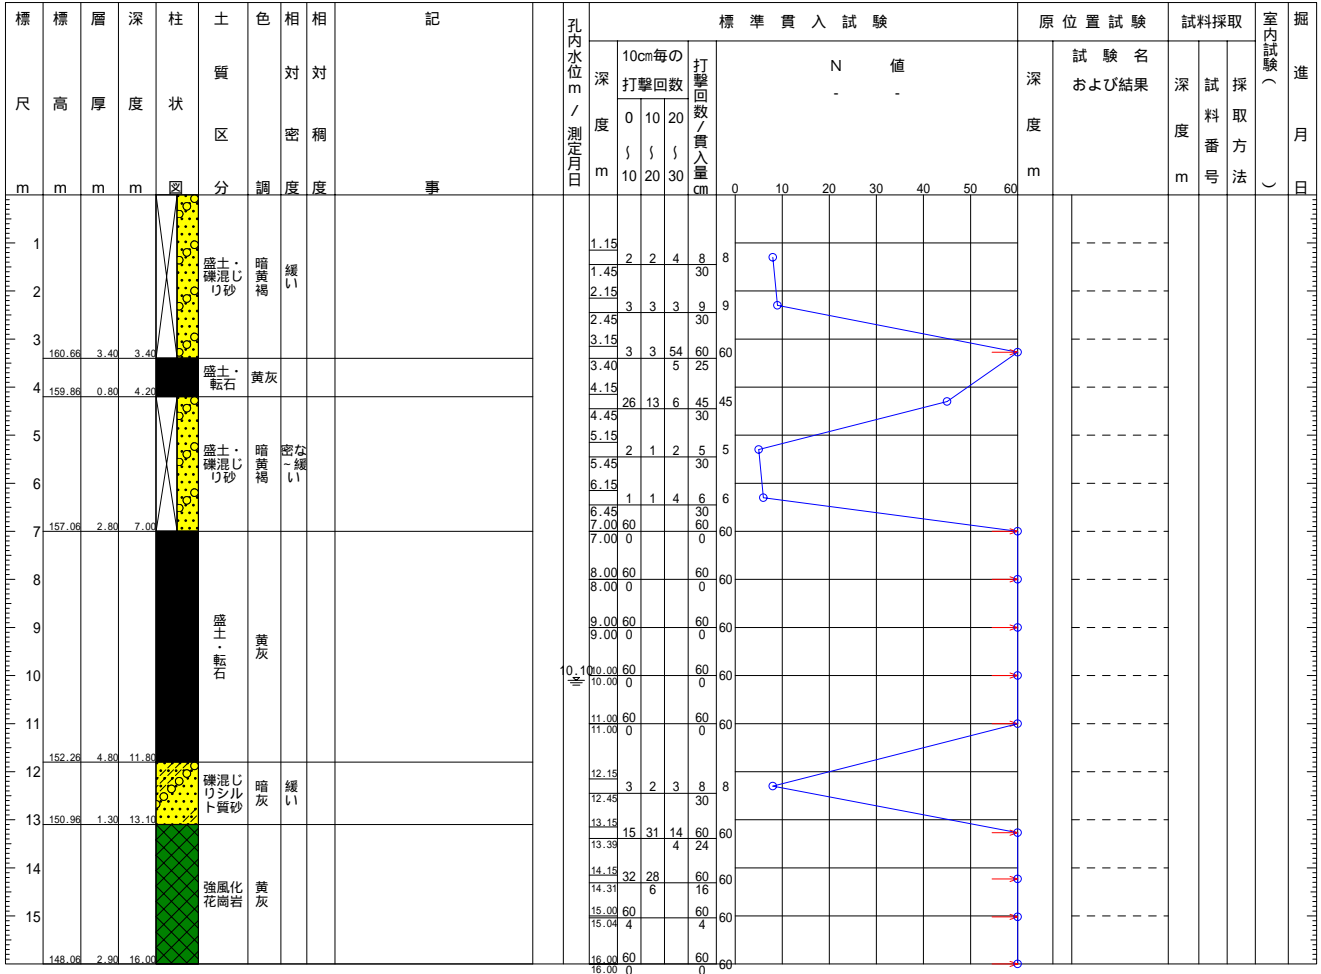 標尺m
標高m
層厚m
深度m
柱状図
土質区分
色調
相対密度
相対稠度
記事
孔内水位m/測定月日
標準貫入試験
深度m
10cm毎の
打撃回数
0 10 20
〜 〜 〜
10 20 30
打撃回数/貫入量cm
N 値
- -
0 10 20 30 40 50 60
原位置試験
深度m
試験名
および結果
試料採取
深度m
試料番号
採取方法
室内試験( )
掘進月日
1
2
3
4
5
6
7
8
9
10
11
12
13
14
15
160.66 3.40 3.40
盛土・
礫混じ
り砂
暗黄褐
緩い
159.86 0.80 4.20
盛土・
転石
黄灰
157.06 2.80 7.00
盛土・
礫混じ
り砂
暗黄褐
密な
~緩
い
152.26 4.80 11.80
盛土・転石
黄灰
150.96 1.30 13.10
礫混じ
りシル
ト質砂
暗灰
緩い
148.06 2.90 16.00
強風化
花崗岩
黄灰
10.10
1.15
2 2 4 8 8
1.45 30
2.15
3 3 3 9 9
2.45 30
3.15
3 3 54 60 60
3.40 5 25
4.15
26 13 6 45 45
4.45 30
5.15
2 1 2 5 5
5.45 30
6.15
1 1 4 6 6
6.45 30
7.00 60 60
7.00 0 0 60
8.00 60 60
8.00 0 0 60
9.00 60 60
9.00 0 0 60
10.00 60 60
10.00 0 0 60
11.00 60 60
11.00 0 0 60
12.15
3 2 3 8 8
12.45 30
13.15
15 31 14 60 60
13.39 4 24
14.15 32 28 60 60
14.31 6 16
15.00 60 60 60
15.04 4 4
16.00 60 60 60
16.00 0 0